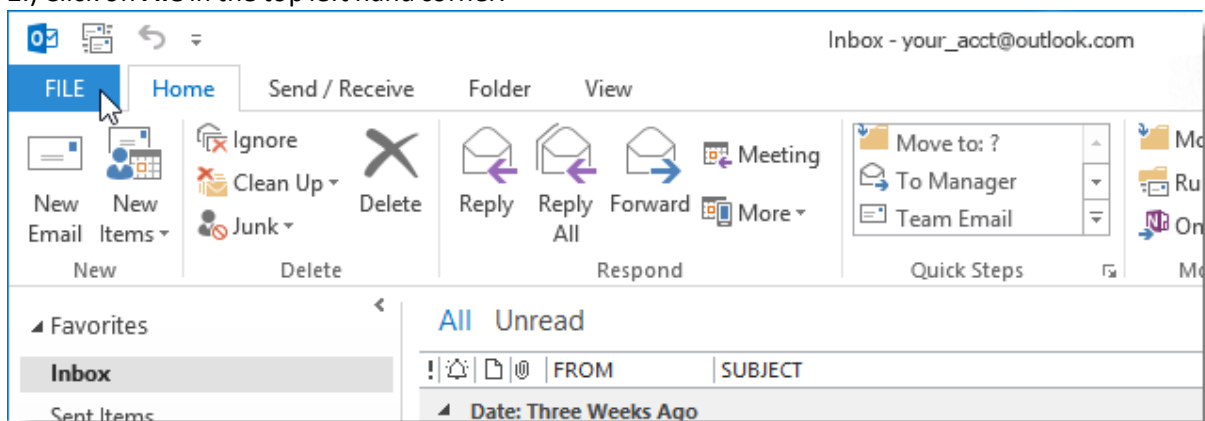 Inbox - your_acct@outlook.com
FILE Home Send / Receive Folder View
New Email
New Items
Ignore
Clean Up
Junk
Delete
Reply
Reply All
Forward
Meeting
More
Move to: ?
To Manager
Team Email
New Delete Respond Quick Steps
Favorites
Inbox
Sent Items
All Unread
! FROM SUBJECT
Date: Three Weeks Ago